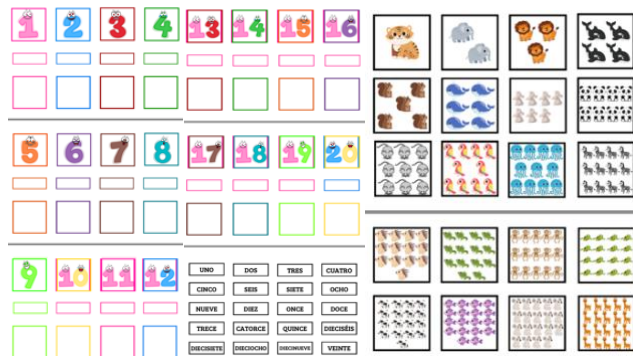 1 2 3 4
13 14 15 16
5 6 7 8
17 18 19 20
9 10 11 12
UNO DOS TRES CUATRO
CINCO SEIS SIETE OCHO
NUEVE DIEZ ONCE DOCE
TRECE CATORCE QUINCE DIECISÉIS
DIECISIETE DIECIOCHO DIECINUEVE VEINTE